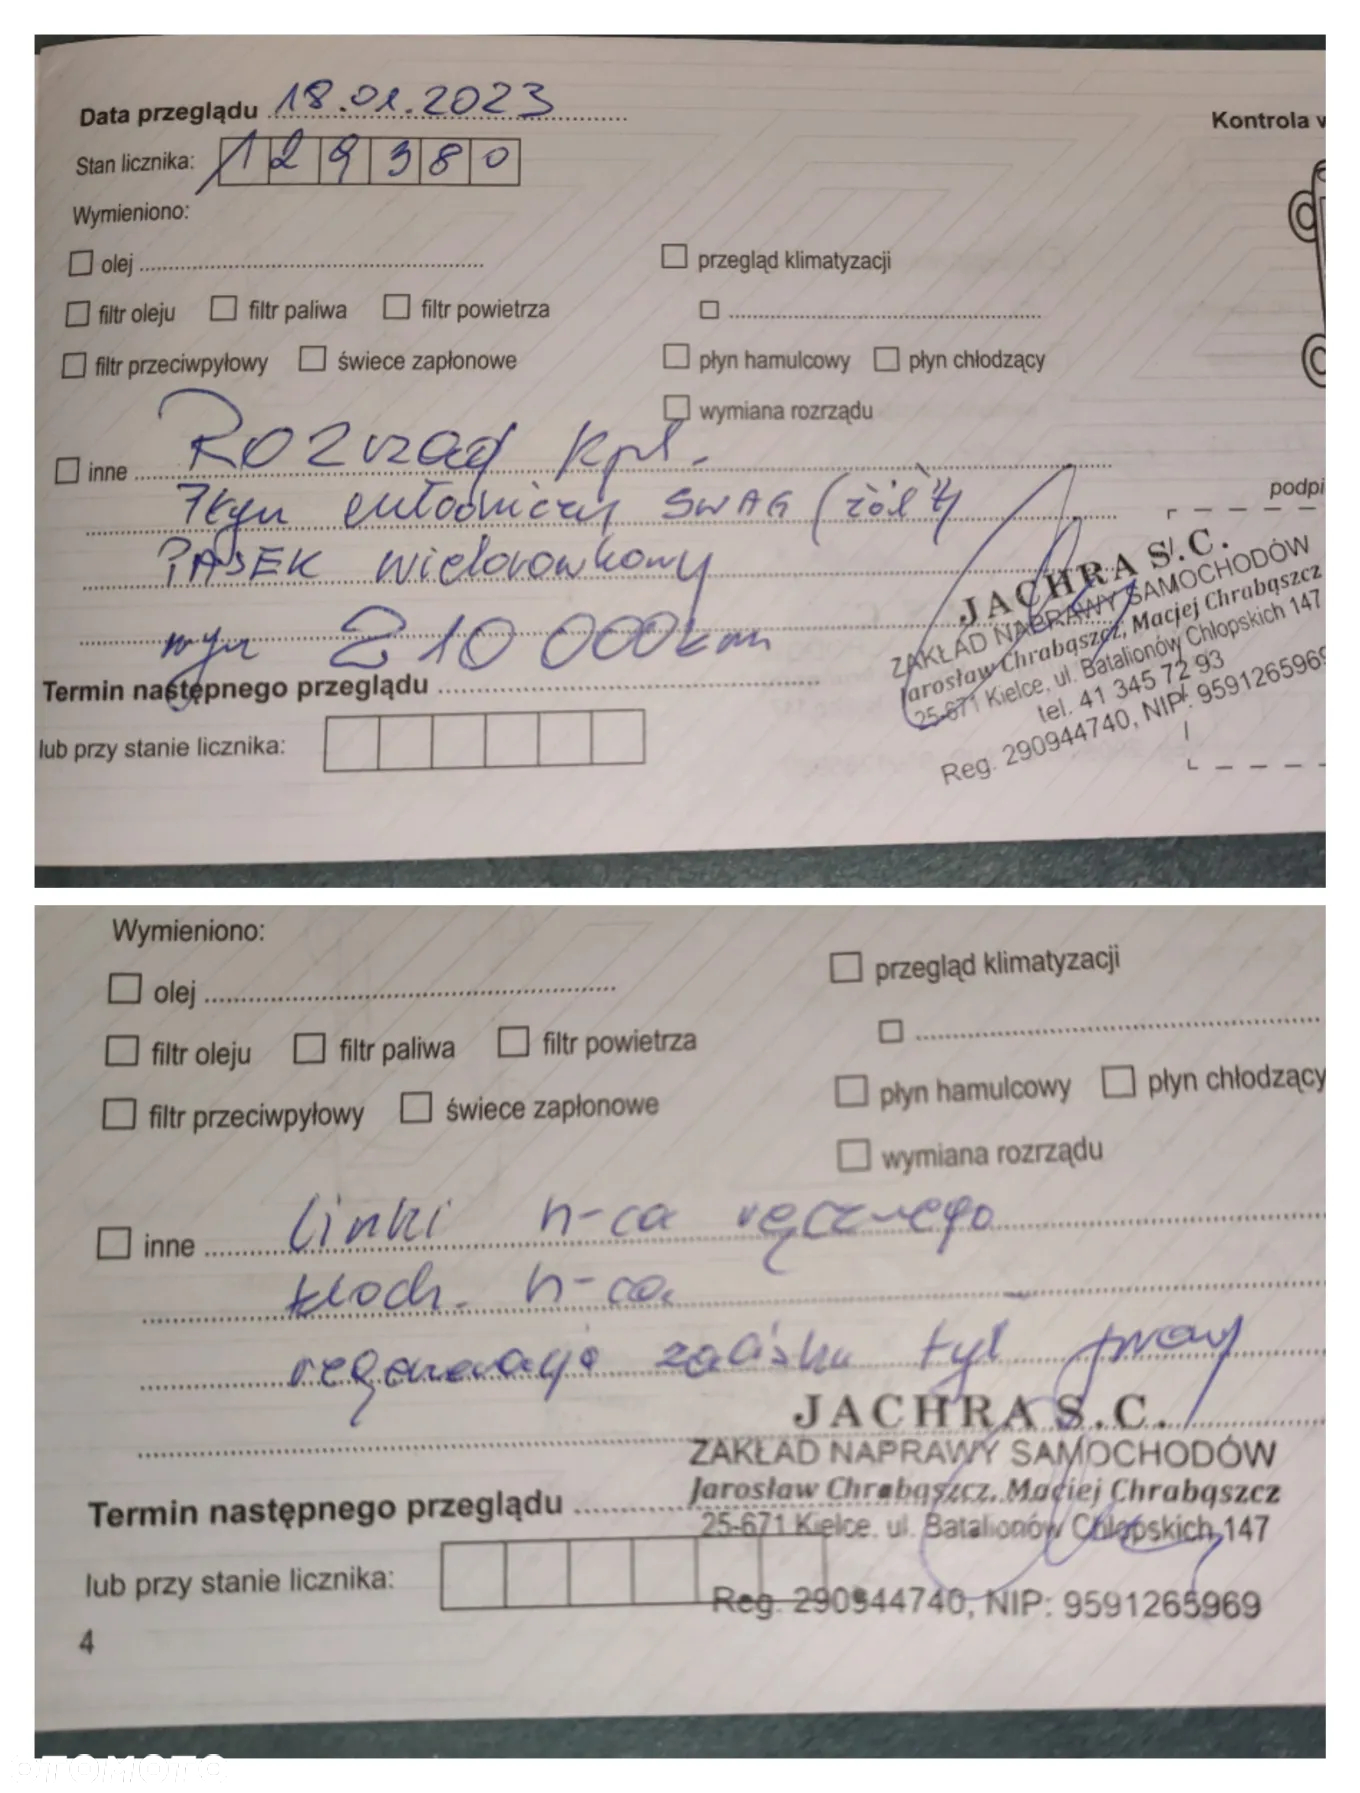 Data przeglądu 18.01.2023
Kontrola w
Stan licznika: 129380
Wymieniono:
olej
przegląd klimatyzacji
filtr oleju filtr paliwa filtr powietrza
filtr przeciwpyłowy świece zapłonowe
płyn hamulcowy płyn chłodzący
wymiana rozrządu
inne Rozrząd kpl.
płyn chłodniczy SWAG (żół
PASEK wielorowkowy
wym 210 000km
podpi
JACHRA S.C.
ZAKŁAD NAPRAWY SAMOCHODÓW
Jarosław Chrabąszcz, Maciej Chrabąszcz
25-671 Kielce, ul. Batalionów Chłopskich 147
tel. 41 345 72 93
Reg. 290944740, NIP: 9591265969
Termin następnego przeglądu
lub przy stanie licznika:
Wymieniono:
olej
przegląd klimatyzacji
filtr oleju filtr paliwa filtr powietrza
filtr przeciwpyłowy świece zapłonowe
płyn hamulcowy płyn chłodzący
wymiana rozrządu
inne linki h-ca ręcznego
kloch. h-ca
regeneracja zacisku tył prawy
JACHRA S.C.
ZAKŁAD NAPRAWY SAMOCHODÓW
Jarosław Chrabąszcz, Maciej Chrabąszcz
25-671 Kielce, ul. Batalionów Chłopskich 147
Reg. 290944740, NIP: 9591265969
Termin następnego przeglądu
lub przy stanie licznika:
4
OTOMOTO